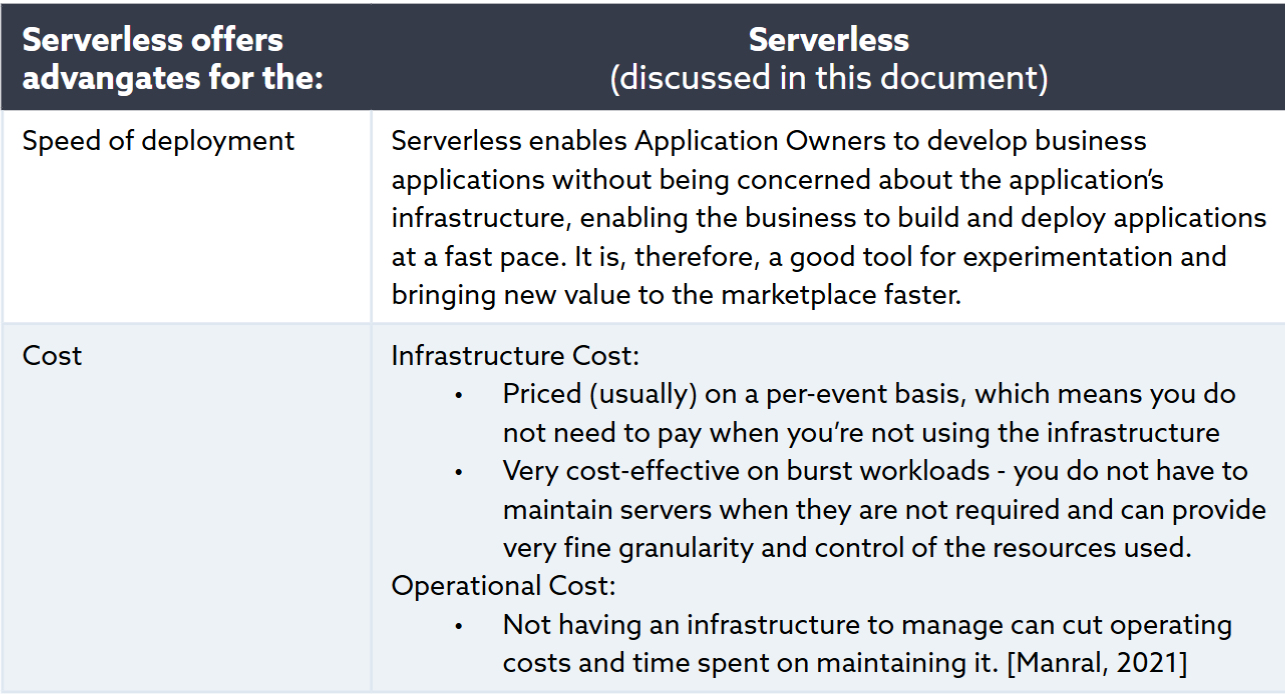 Serverless offers
advangates for the:
Serverless
(discussed in this document)
Speed of deployment
Serverless enables Application Owners to develop business
applications without being concerned about the application's
infrastructure, enabling the business to build and deploy applications
at a fast pace. It is, therefore, a good tool for experimentation and
bringing new value to the marketplace faster.
Cost
Infrastructure Cost:
• Priced (usually) on a per-event basis, which means you do
not need to pay when you're not using the infrastructure
• Very cost-effective on burst workloads - you do not have to
maintain servers when they are not required and can provide
very fine granularity and control of the resources used.
Operational Cost:
• Not having an infrastructure to manage can cut operating
costs and time spent on maintaining it. [Manral, 2021]